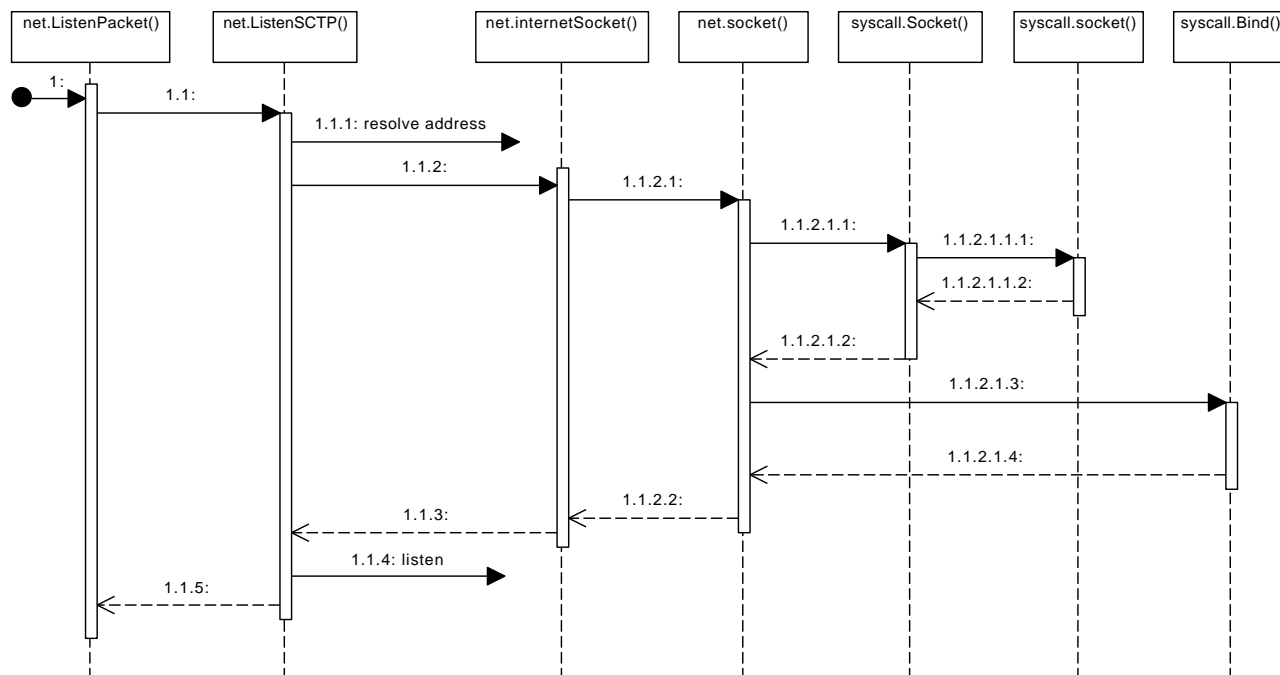 net.ListenPacket()
net.ListenSCTP()
net.internetSocket()
net.socket()
syscall.Socket()
syscall.socket()
syscall.Bind()
1:
1.1:
1.1.1: resolve address
1.1.2:
1.1.2.1:
1.1.2.1.1:
1.1.2.1.1.1:
1.1.2.1.1.2:
1.1.2.1.2:
1.1.2.1.3:
1.1.2.1.4:
1.1.2.2:
1.1.3:
1.1.4: listen
1.1.5: